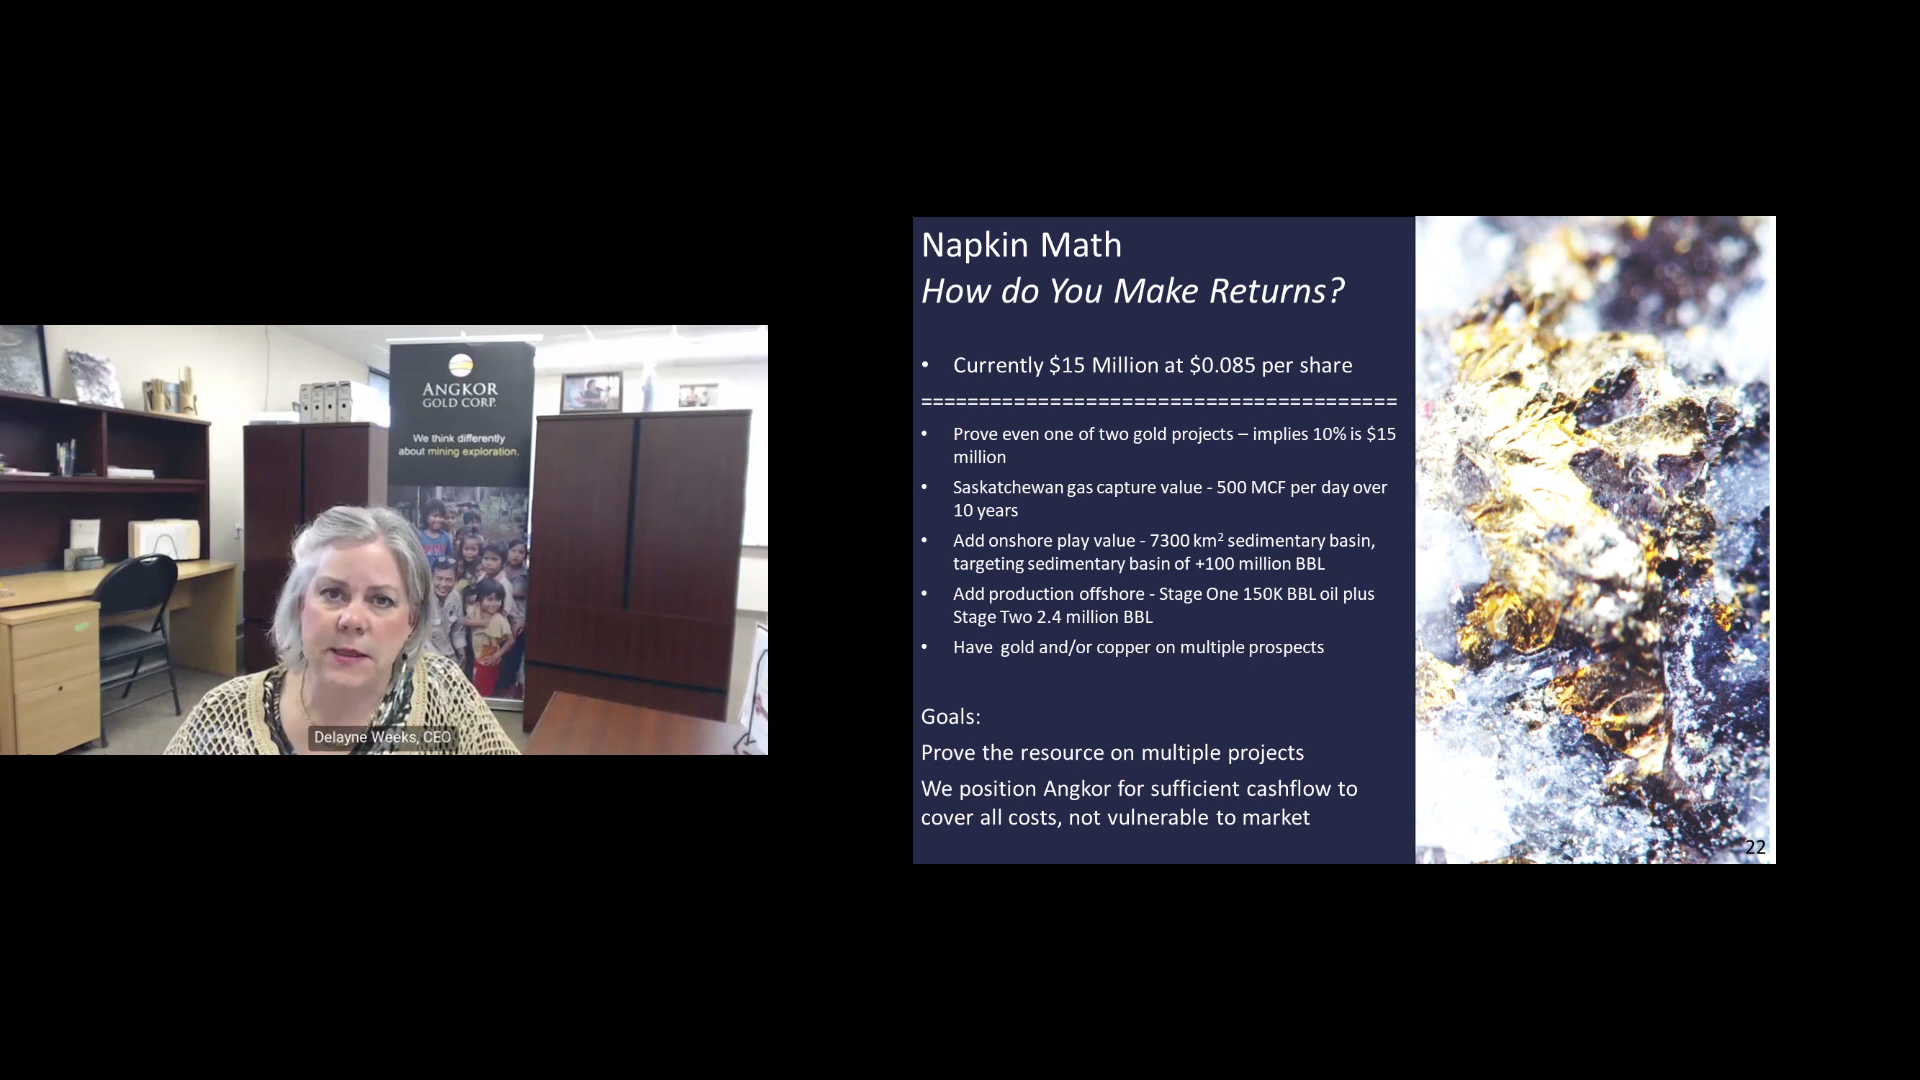 ANGKOR
GOLD CORP.
We think differently
about mining exploration.
Delayne Weeks, CEO
Napkin Math
How do You Make Returns?
• Currently $15 Million at $0.085 per share
=========================================
• Prove even one of two gold projects – implies 10% is $15
million
• Saskatchewan gas capture value - 500 MCF per day over
10 years
• Add onshore play value - 7300 km² sedimentary basin,
targeting sedimentary basin of +100 million BBL
• Add production offshore - Stage One 150K BBL oil plus
Stage Two 2.4 million BBL
• Have gold and/or copper on multiple prospects
Goals:
Prove the resource on multiple projects
We position Angkor for sufficient cashflow to
cover all costs, not vulnerable to market
22